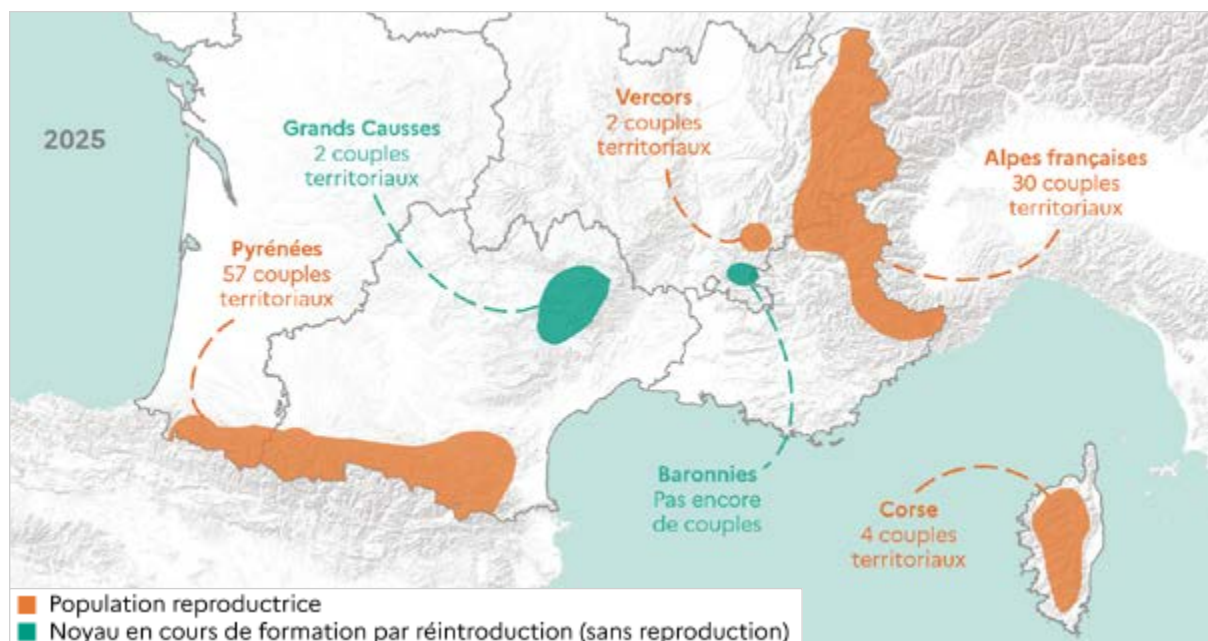 2025
Grands Causses
2 couples
territoriaux
Vercors
2 couples
territoriaux
Alpes françaises
30 couples
territoriaux
Pyrénées
57 couples
territoriaux
Baronnies
Pas encore
de couples
Corse
4 couples
territoriaux
Population reproductrice
Noyau en cours de formation par réintroduction (sans reproduction)